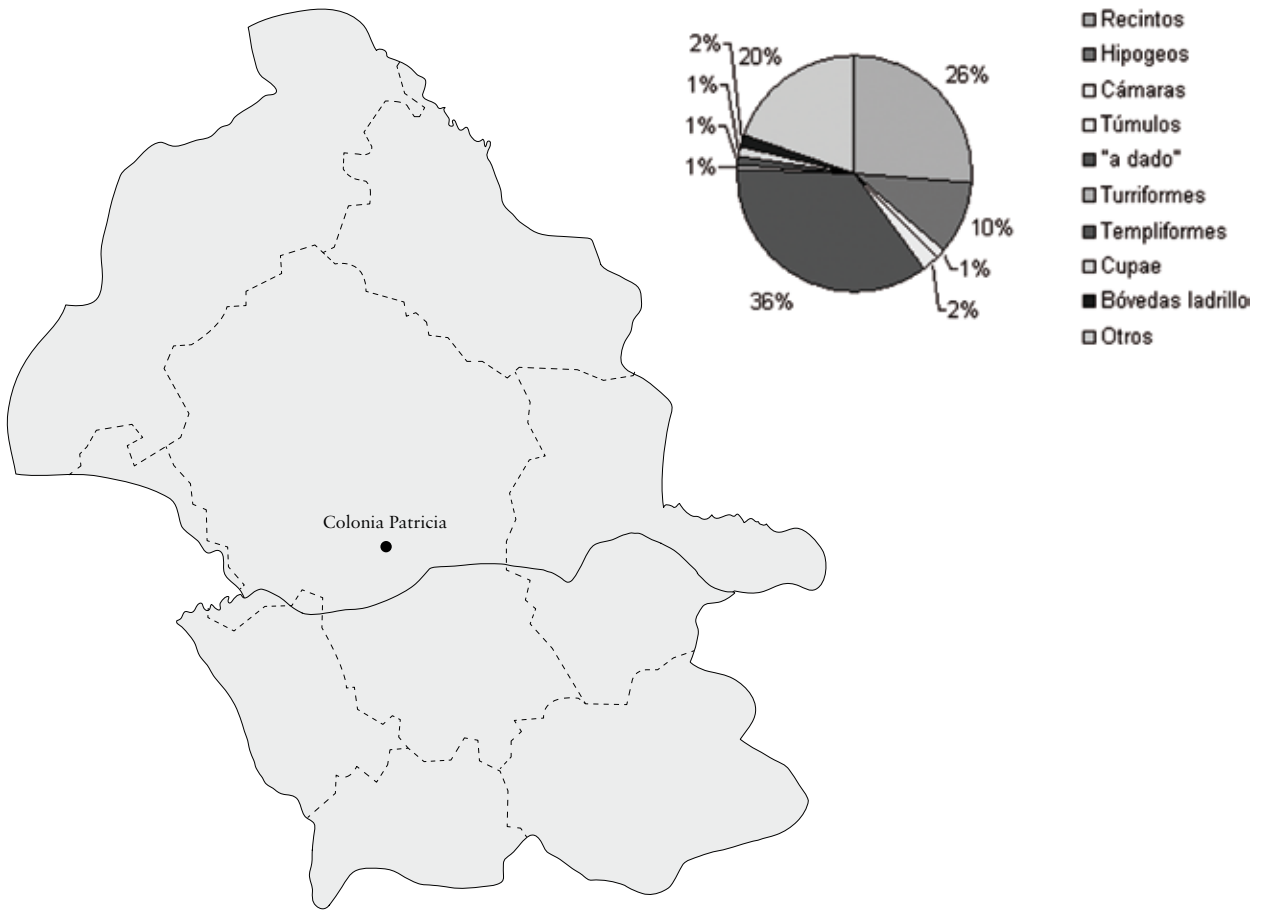 Colonia Patricia
2%
20%
26%
1%
1%
1%
10%
1%
2%
36%
Recintos
Hipogeos
Cámaras
Túmulos
"a dado"
Turriformes
Templiformes
Cupae
Bóvedas ladrillo
Otros